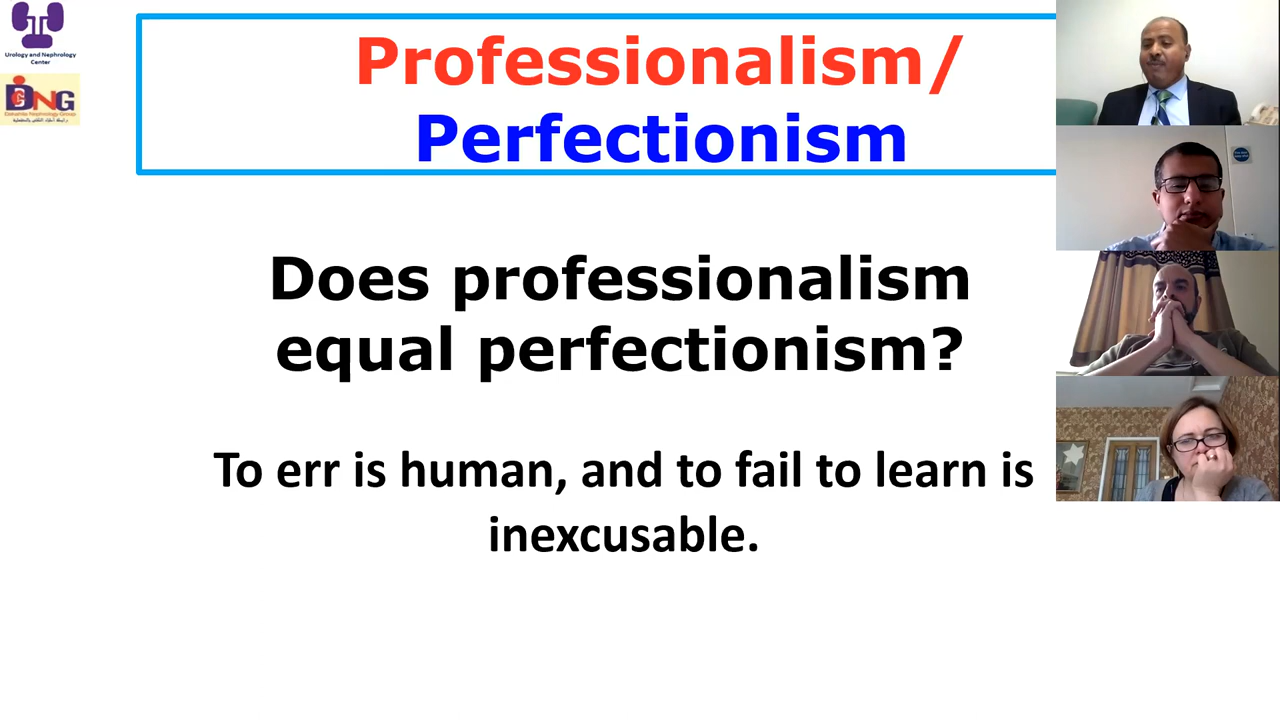 Urology and Nephrology
Center
DNG
Dakahlia Nephrology Group
Professionalism/
Perfectionism
Does professionalism
equal perfectionism?
To err is human, and to fail to learn is
inexcusable.